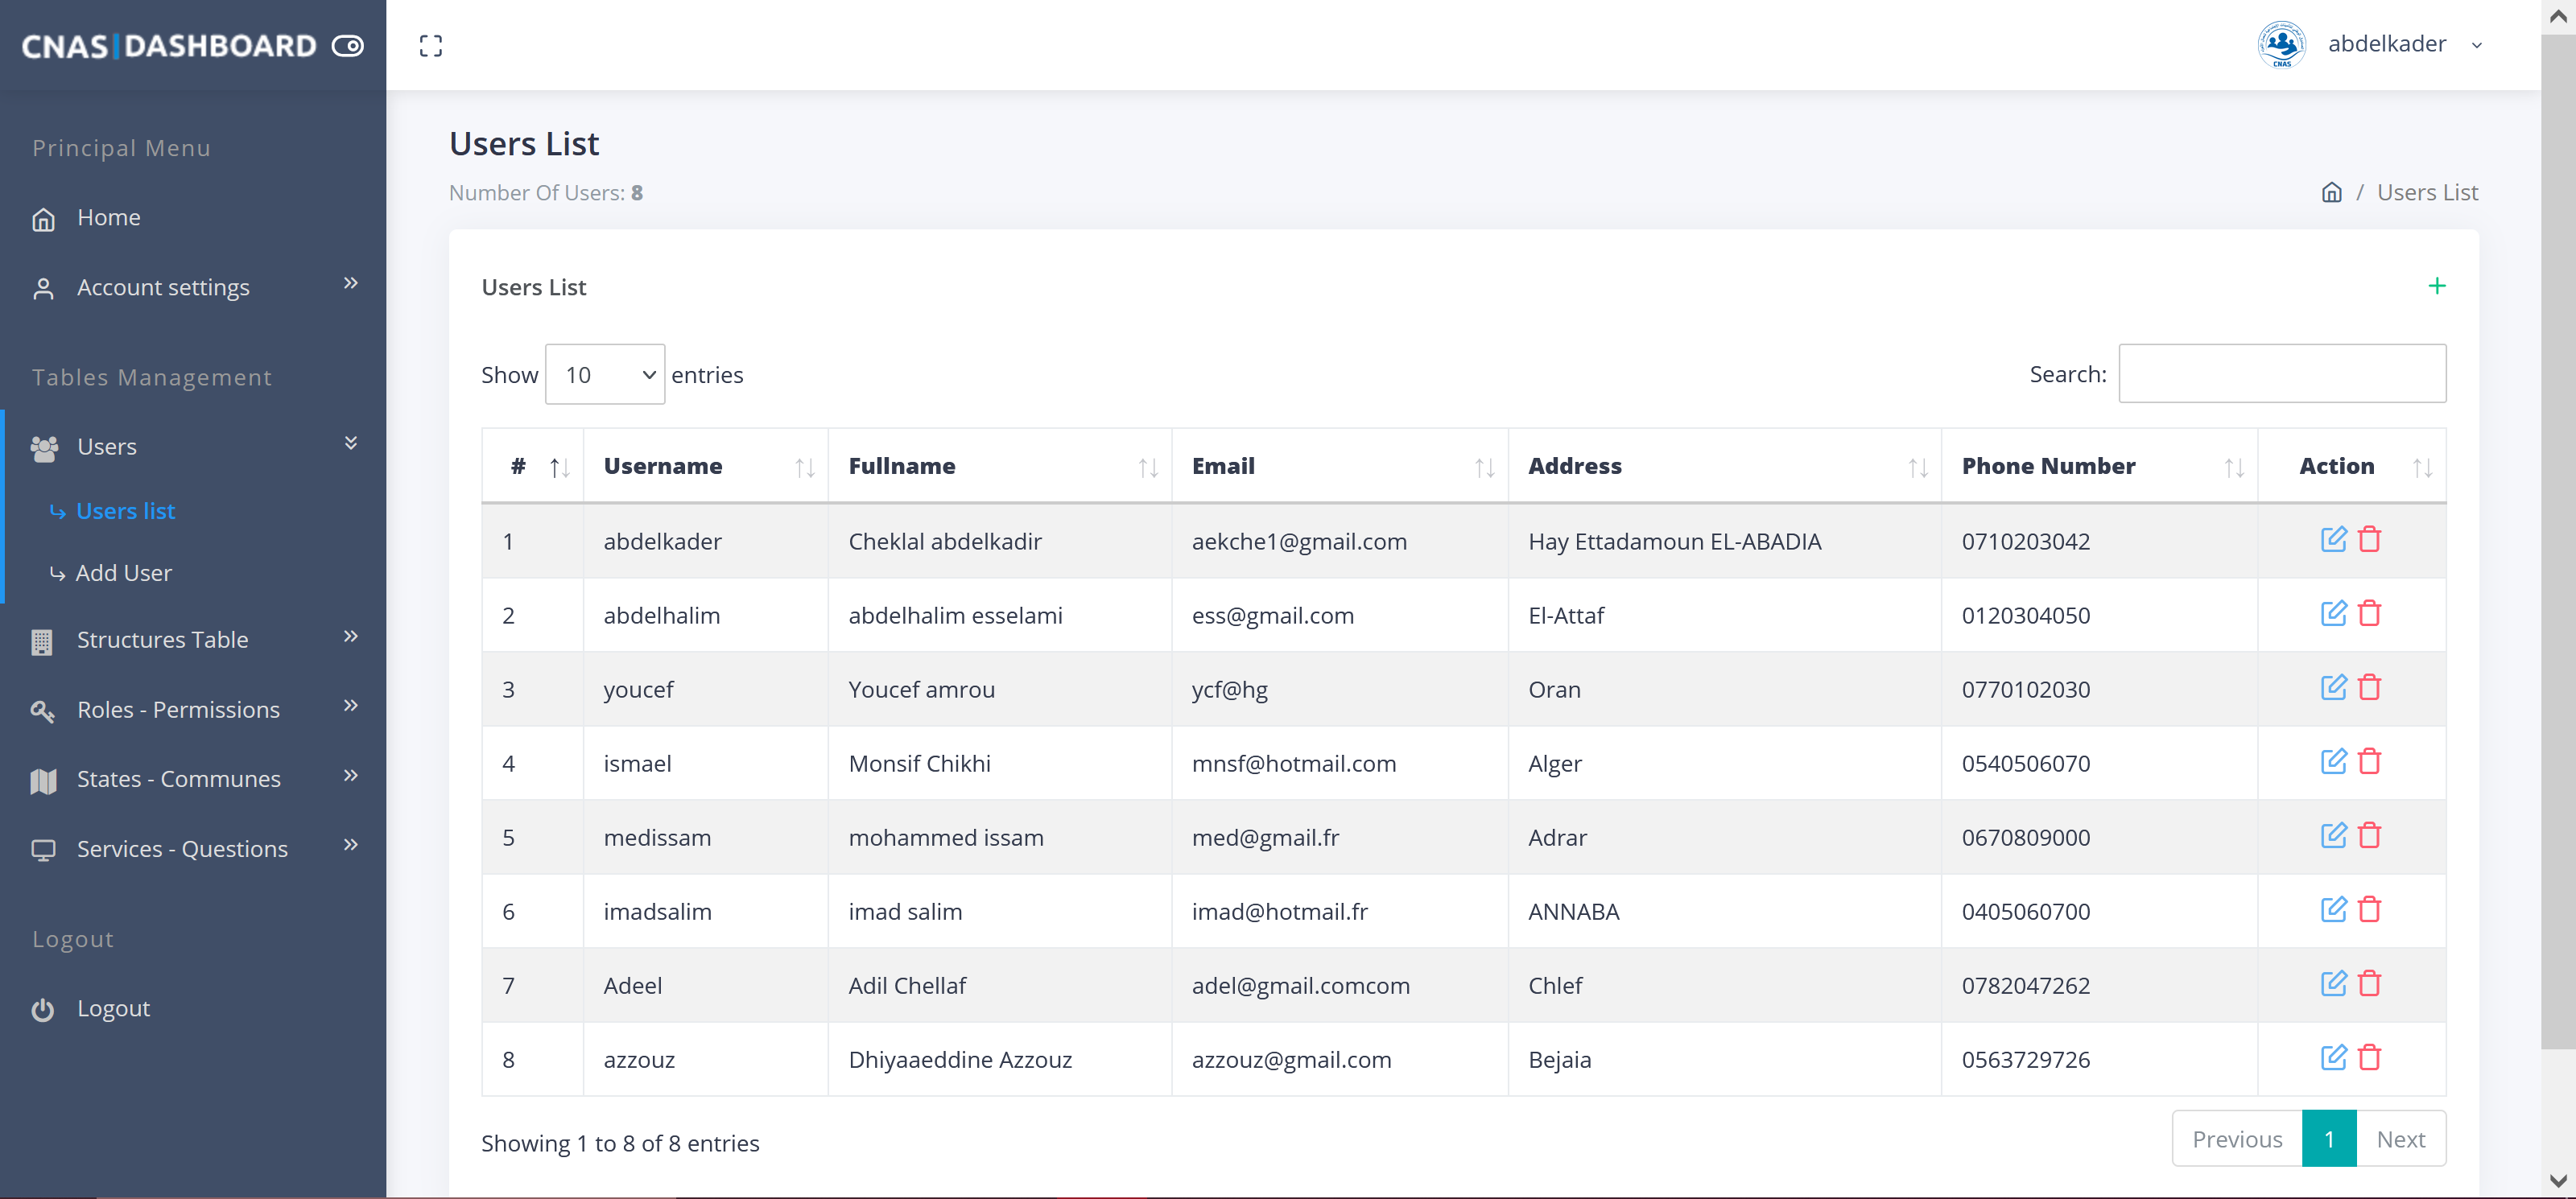 CNAS|DASHBOARD
abdelkader
Principal Menu
Home
Account settings
Tables Management
Users
Users list
Add User
Structures Table
Roles - Permissions
States - Communes
Services - Questions
Logout
Logout
Users List
Number Of Users: 8
/ Users List
Users List
+
Show 10 entries
Search:
# Username Fullname Email Address Phone Number Action
1 abdelkader Cheklal abdelkadir aekche1@gmail.com Hay Ettadamoun EL-ABADIA 0710203042
2 abdelhalim abdelhalim esselami ess@gmail.com El-Attaf 0120304050
3 youcef Youcef amrou ycf@hg Oran 0770102030
4 ismael Monsif Chikhi mnsf@hotmail.com Alger 0540506070
5 medissam mohammed issam med@gmail.fr Adrar 0670809000
6 imadsalim imad salim imad@hotmail.fr ANNABA 0405060700
7 Adeel Adil Chellaf adel@gmail.comcom Chlef 0782047262
8 azzouz Dhiyaaeddine Azzouz azzouz@gmail.com Bejaia 0563729726
Showing 1 to 8 of 8 entries
Previous 1 Next
CNAS